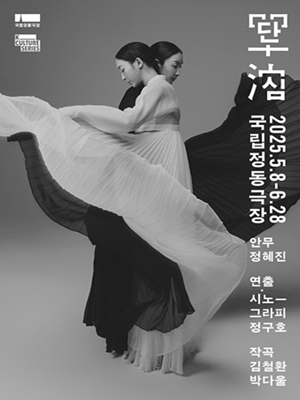 국립정동극장
K
CULTURE
SERIES
단심
2025.5.8-6.28
국립정동극장
안무
정혜진
연출·
시노—
그라피
정구호
작곡
김철환
박다울